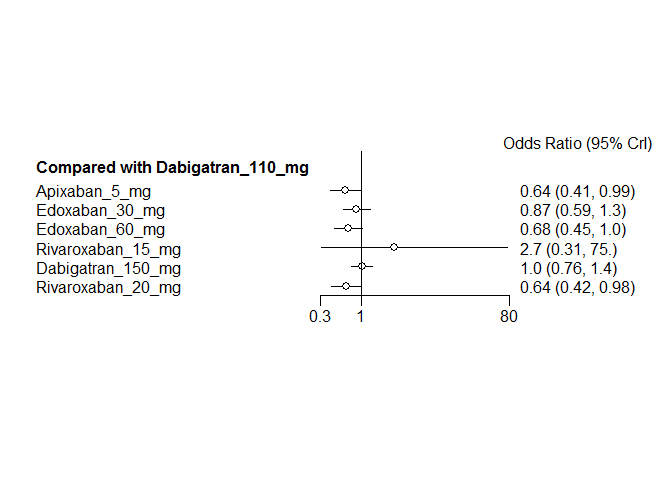 Odds Ratio (95% CrI)
Compared with Dabigatran_110_mg
Apixaban_5_mg 0.64 (0.41, 0.99)
Edoxaban_30_mg 0.87 (0.59, 1.3)
Edoxaban_60_mg 0.68 (0.45, 1.0)
Rivaroxaban_15_mg 2.7 (0.31, 75.)
Dabigatran_150_mg 1.0 (0.76, 1.4)
Rivaroxaban_20_mg 0.64 (0.42, 0.98)
0.3 1 80